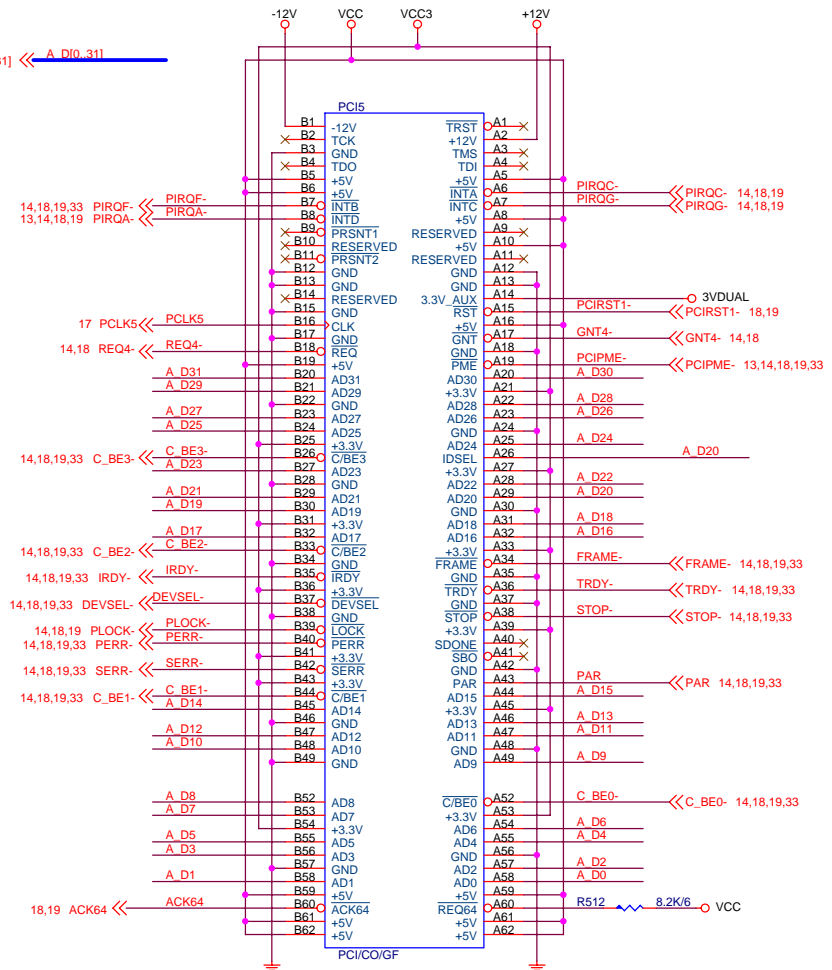 -12V VCC VCC3 +12V
31] A_D[0..31]
PCI5
B1 -12V TRST A1
B2 TCK +12V A2
B3 GND TMS A3
B4 TDO TDI A4
B5 +5V +5V A5
B6 +5V INTA A6 PIRQC- PIRQC- 14,18,19
14,18,19,33 PIRQF- PIRQF- B7 INTB INTC A7 PIRQG- PIRQG- 14,18,19
13,14,18,19 PIRQA- PIRQA- B8 INTD +5V A8
B9 PRSNT1 RESERVED A9
B10 RESERVED +5V A10
B11 PRSNT2 RESERVED A11
B12 GND GND A12
B13 GND GND A13
B14 RESERVED 3.3V_AUX A14 3VDUAL
B15 GND RST A15 PCIRST1- PCIRST1- 18,19
17 PCLK5 PCLK5 B16 CLK +5V A16
B17 GND GNT A17 GNT4- GNT4- 14,18
14,18 REQ4- REQ4- B18 REQ GND A18
B19 +5V PME A19 PCIPME- PCIPME- 13,14,18,19,33
A_D31 B20 AD31 AD30 A20 A_D30
A_D29 B21 AD29 +3.3V A21
B22 GND AD28 A22 A_D28
A_D27 B23 AD27 AD26 A23 A_D26
A_D25 B24 AD25 GND A24
B25 +3.3V AD24 A25 A_D24
14,18,19,33 C_BE3- C_BE3- B26 C/BE3 IDSEL A26 A_D20
A_D23 B27 AD23 +3.3V A27
B28 GND AD22 A28 A_D22
A_D21 B29 AD21 AD20 A29 A_D20
A_D19 B30 AD19 GND A30
B31 +3.3V AD18 A31 A_D18
A_D17 B32 AD17 AD16 A32 A_D16
14,18,19,33 C_BE2- C_BE2- B33 C/BE2 +3.3V A33
B34 GND FRAME A34 FRAME- FRAME- 14,18,19,33
14,18,19,33 IRDY- IRDY- B35 IRDY GND A35
B36 +3.3V TRDY A36 TRDY- TRDY- 14,18,19,33
14,18,19,33 DEVSEL- DEVSEL- B37 DEVSEL GND A37
B38 GND STOP A38 STOP- STOP- 14,18,19,33
14,18,19 PLOCK- PLOCK- B39 LOCK +3.3V A39
14,18,19,33 PERR- PERR- B40 PERR SDONE A40
B41 +3.3V SBO A41
14,18,19,33 SERR- SERR- B42 SERR GND A42
B43 +3.3V PAR A43 PAR PAR 14,18,19,33
14,18,19,33 C_BE1- C_BE1- B44 C/BE1 AD15 A44 A_D15
A_D14 B45 AD14 +3.3V A45
B46 GND AD13 A46 A_D13
A_D12 B47 AD12 AD11 A47 A_D11
A_D10 B48 AD10 GND A48
B49 GND AD9 A49 A_D9
A_D8 B52 AD8 C/BE0 A52 C_BE0- C_BE0- 14,18,19,33
A_D7 B53 AD7 +3.3V A53
B54 +3.3V AD6 A54 A_D6
A_D5 B55 AD5 AD4 A55 A_D4
A_D3 B56 AD3 GND A56
B57 GND AD2 A57 A_D2
A_D1 B58 AD1 AD0 A58 A_D0
B59 +5V +5V A59
18,19 ACK64 ACK64 B60 ACK64 REQ64 A60 R512 8.2K/6 VCC
B61 +5V +5V A61
B62 +5V +5V A62
PCI/CO/GF